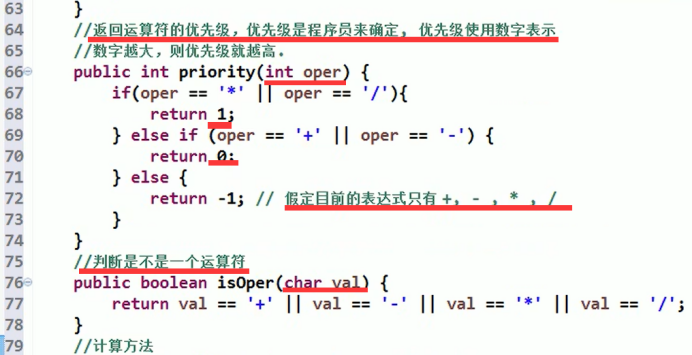 63 }
64 //返回运算符的优先级，优先级是程序员来确定, 优先级使用数字表示
65 //数字越大，则优先级就越高.
66 public int priority(int oper) {
67 if(oper == '*' || oper == '/'){
68 return 1;
69 } else if (oper == '+' || oper == '-') {
70 return 0;
71 } else {
72 return -1; // 假定目前的表达式只有 +, - , * , /
73 }
74 }
75 //判断是不是一个运算符
76 public boolean isOper(char val) {
77 return val == '+' || val == '-' || val == '*' || val == '/';
78 }
79 //计算方法